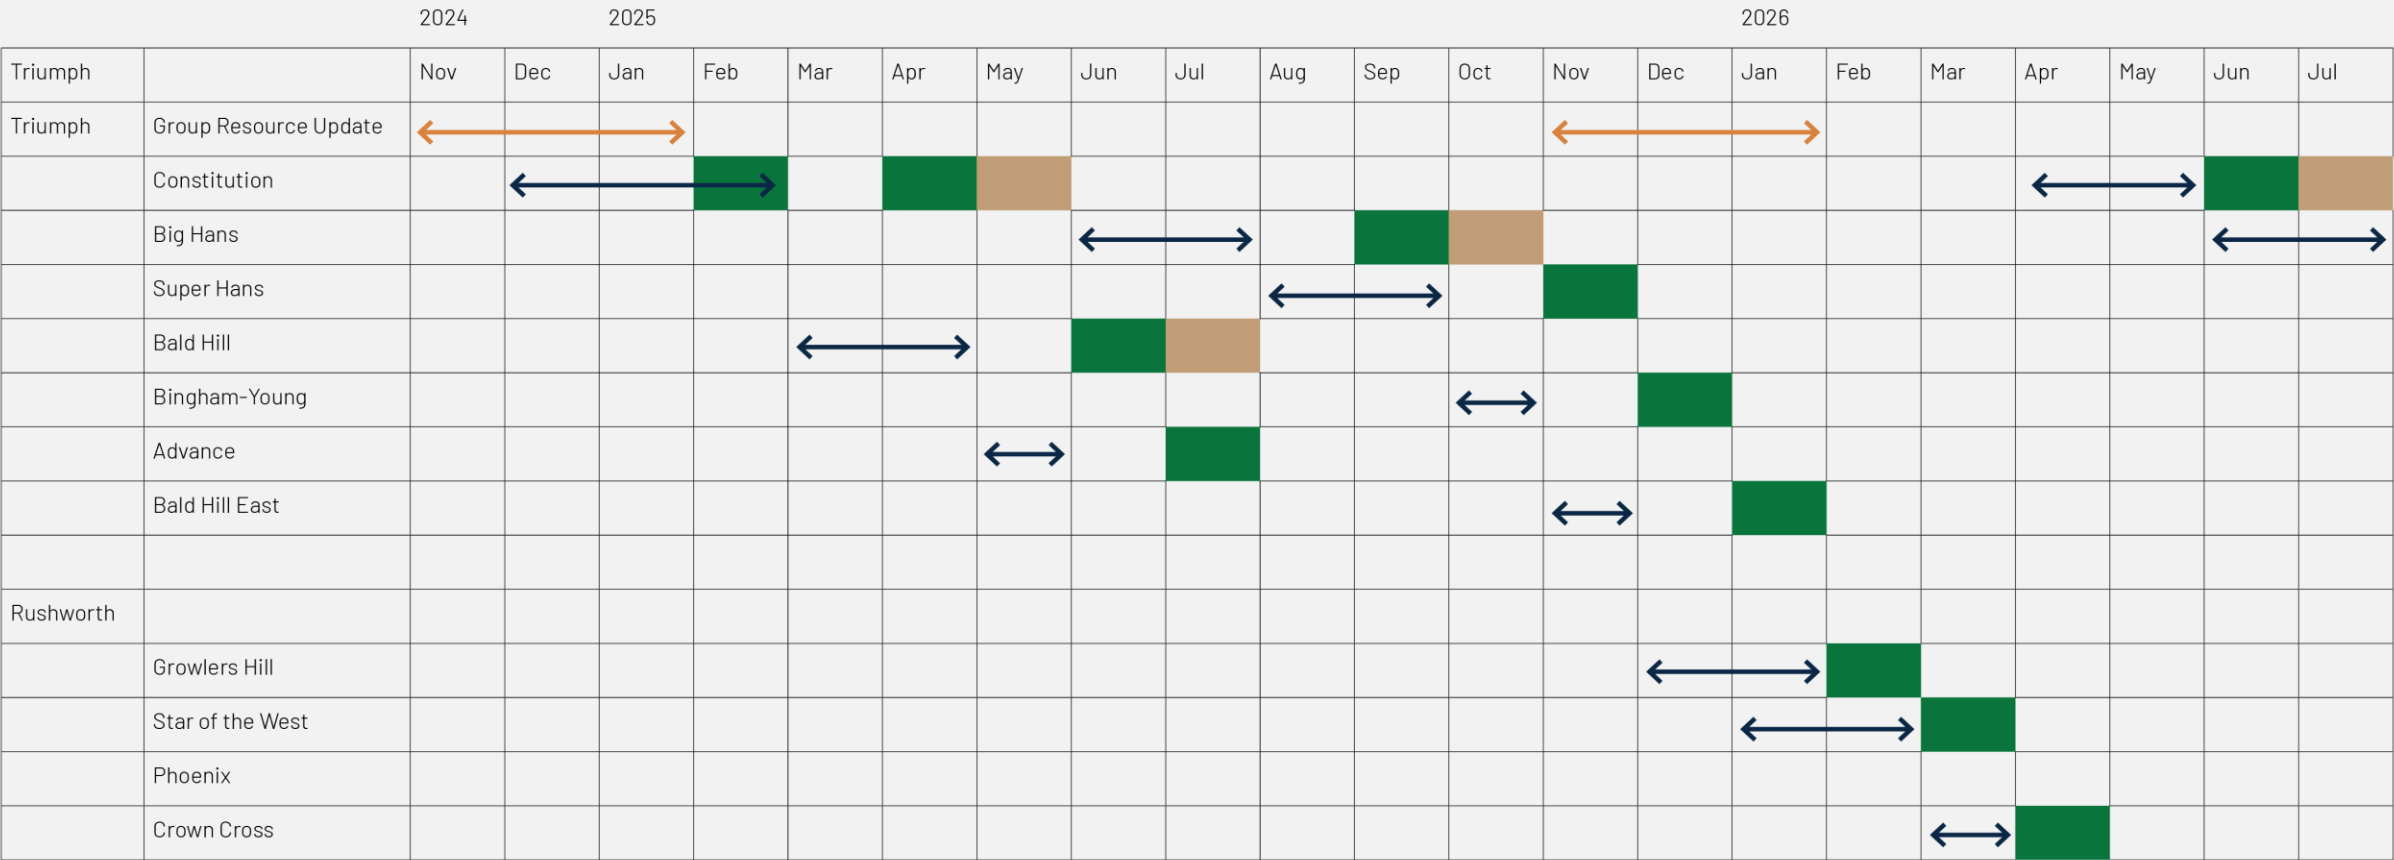 2024 2025 2026
Triumph Nov Dec Jan Feb Mar Apr May Jun Jul Aug Sep Oct Nov Dec Jan Feb Mar Apr May Jun Jul
Triumph Group Resource Update
Constitution
Big Hans
Super Hans
Bald Hill
Bingham-Young
Advance
Bald Hill East
Rushworth
Growlers Hill
Star of the West
Phoenix
Crown Cross